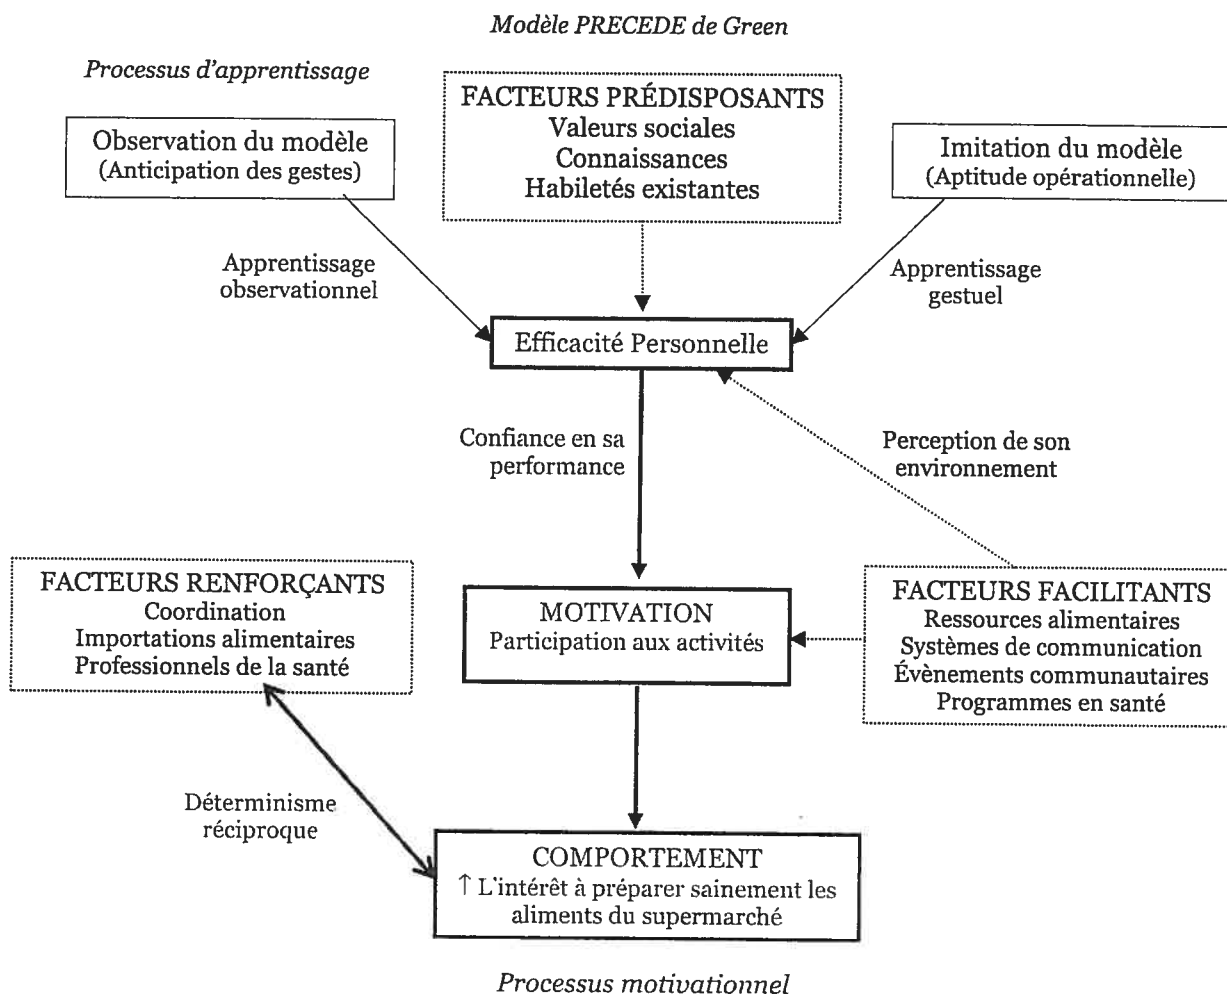 Modèle PRECEDE de Green
Processus d'apprentissage
FACTEURS PRÉDISPOSANTS
Valeurs sociales
Connaissances
Habiletés existantes
Observation du modèle
(Anticipation des gestes)
Imitation du modèle
(Aptitude opérationnelle)
Apprentissage
observationnel
Apprentissage
gestuel
Efficacité Personnelle
Confiance en sa
performance
Perception de son
environnement
FACTEURS RENFORÇANTS
Coordination
Importations alimentaires
Professionnels de la santé
MOTIVATION
Participation aux activités
FACTEURS FACILITANTS
Ressources alimentaires
Systèmes de communication
Évènements communautaires
Programmes en santé
Déterminisme
réciproque
COMPORTEMENT
↑ L'intérêt à préparer sainement les
aliments du supermarché
Processus motivationnel